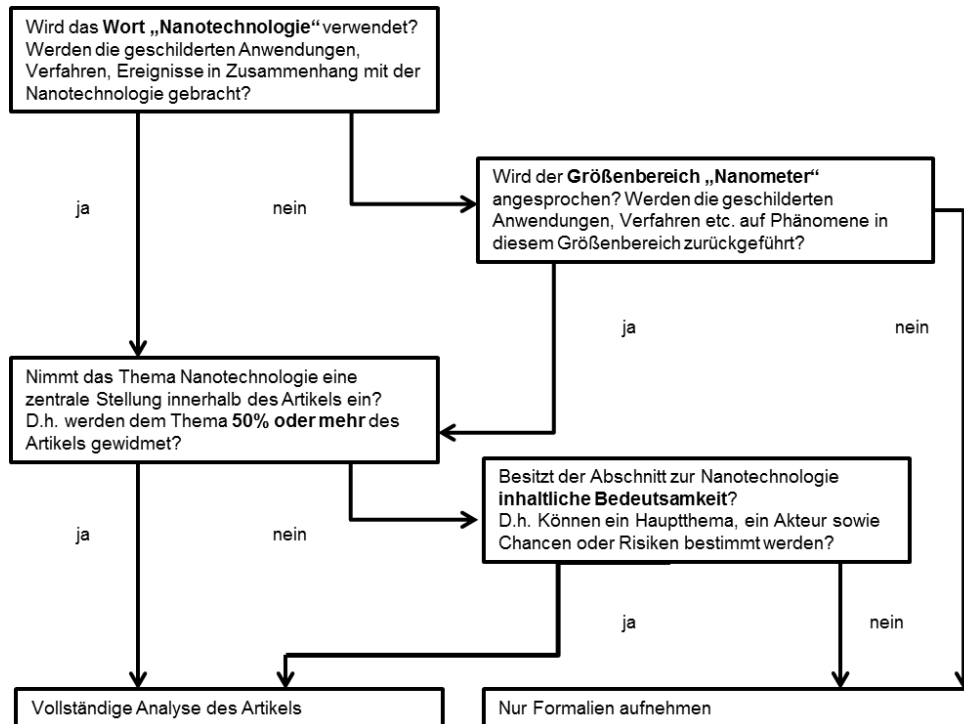 Wird das Wort „Nanotechnologie“ verwendet?
Werden die geschilderten Anwendungen,
Verfahren, Ereignisse in Zusammenhang mit der
Nanotechnologie gebracht?
ja
nein
Wird der Größenbereich „Nanometer“
angesprochen? Werden die geschilderten
Anwendungen, Verfahren etc. auf Phänomene in
diesem Größenbereich zurückgeführt?
ja
nein
Nimmt das Thema Nanotechnologie eine
zentrale Stellung innerhalb des Artikels ein?
D.h. werden dem Thema 50% oder mehr des
Artikels gewidmet?
ja
nein
Besitzt der Abschnitt zur Nanotechnologie
inhaltliche Bedeutsamkeit?
D.h. Können ein Hauptthema, ein Akteur sowie
Chancen oder Risiken bestimmt werden?
ja
nein
Vollständige Analyse des Artikels
Nur Formalien aufnehmen